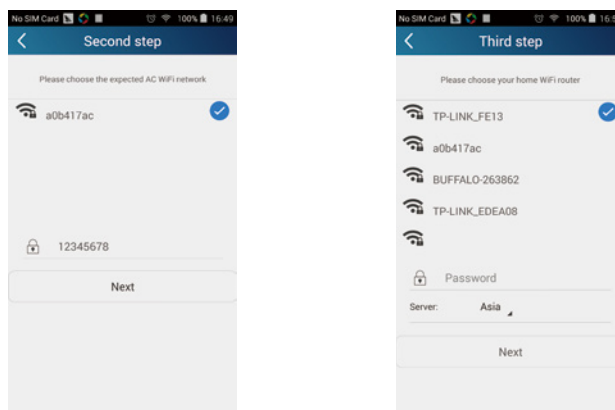 No SIM Card 100% 16:49
Second step
Please choose the expected AC WiFi network
a0b417ac
12345678
Next
No SIM Card 100% 16:5
Third step
Please choose your home WiFi router
TP-LINK_FE13
a0b417ac
BUFFALO-263862
TP-LINK_EDEA08
Password
Server: Asia
Next